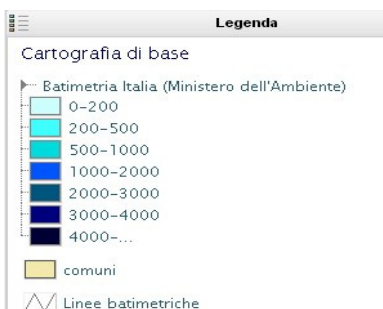 Legenda
Cartografia di base
Batimetria Italia (Ministero dell'Ambiente)
0-200
200-500
500-1000
1000-2000
2000-3000
3000-4000
4000-...
comuni
Linee batimetriche